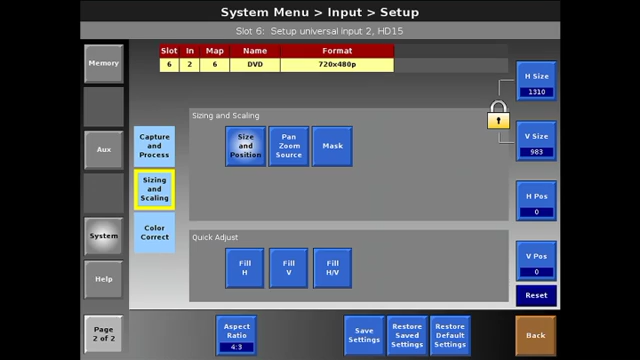 System Menu > Input > Setup
Slot 6: Setup universal input 2, HD15
Slot In Map Name Format
6 2 6 DVD 720x480p
Memory
Aux
System
Help
Page
2 of 2
Capture
and
Process
Sizing
and
Scaling
Color
Correct
Sizing and Scaling
Size
and
Position
Pan
Zoom
Source
Mask
Quick Adjust
Fill
H
Fill
V
Fill
H/V
H Size
1310
V Size
983
H Pos
0
V Pos
0
Reset
Aspect
Ratio
4:3
Save
Settings
Restore
Saved
Settings
Restore
Default
Settings
Back